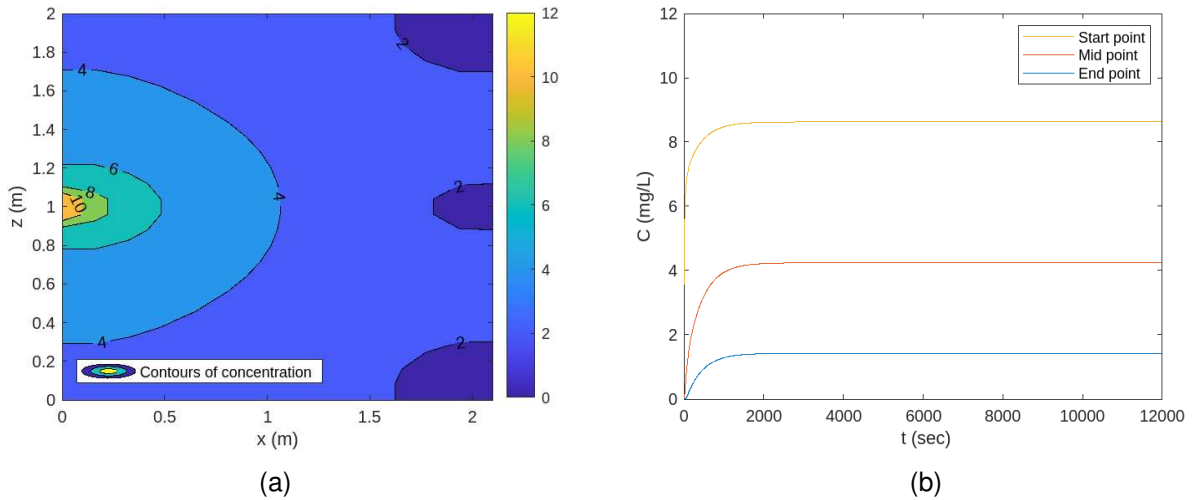 2
1.8
1.6
1.4
1.2
1
0.8
0.6
0.4
0.2
0
z (m)
0 0.5 1 1.5 2
x (m)
4
6
8
10
4
4
2
2
2
Contours of concentration
12
10
8
6
4
2
0
(a)
12
10
8
6
4
2
0
C (mg/L)
Start point
Mid point
End point
0 2000 4000 6000 8000 10000 12000
t (sec)
(b)